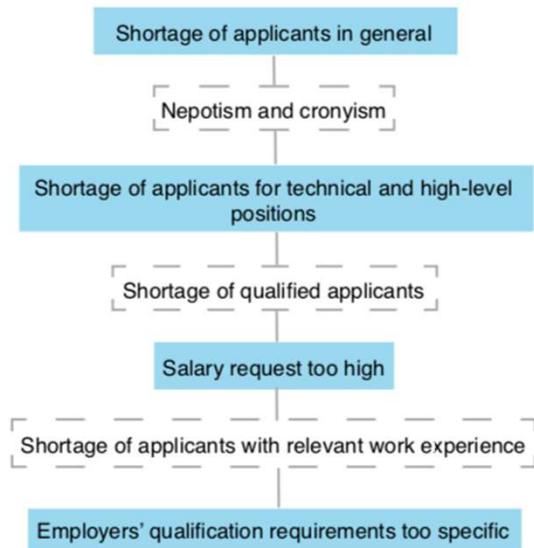 Shortage of applicants in general
Nepotism and cronyism
Shortage of applicants for technical and high-level
positions
Shortage of qualified applicants
Salary request too high
Shortage of applicants with relevant work experience
Employers’ qualification requirements too specific